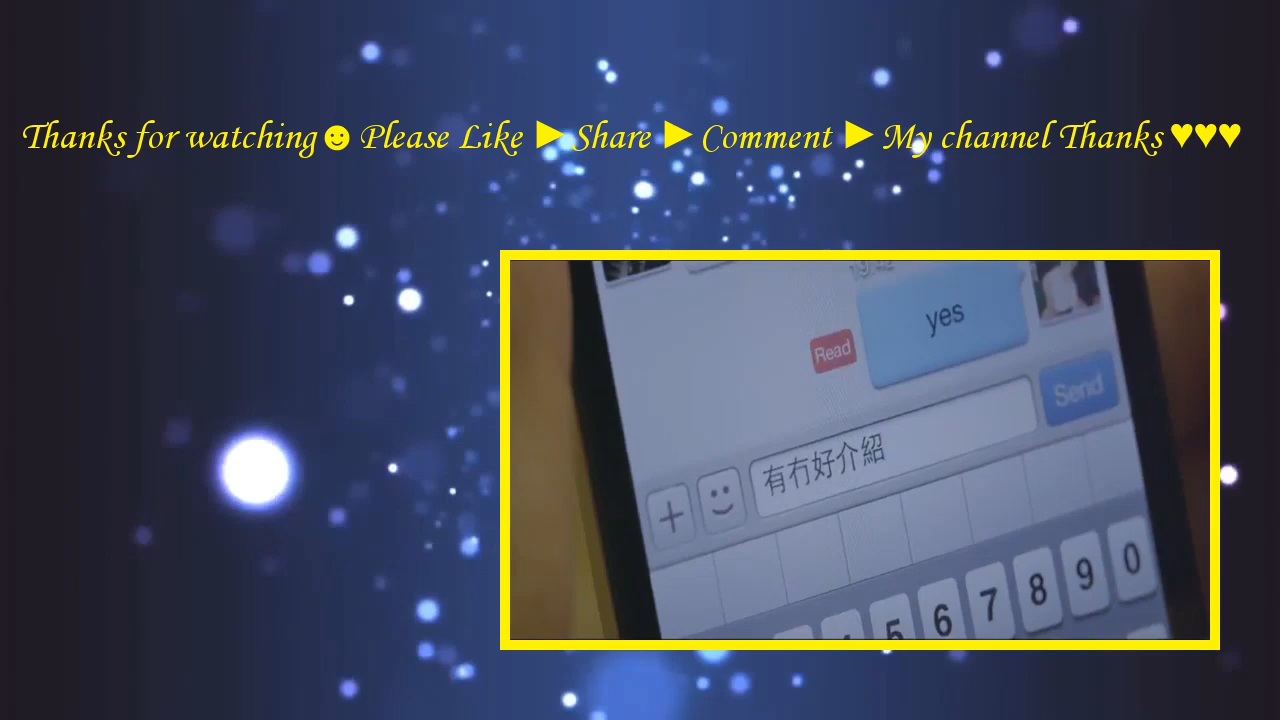 Thanks for watching☻Please Like ►Share ►Comment ►My channel Thanks♥♥♥
yes
Read
Send
有冇好介紹
5 6 7 8 9 0